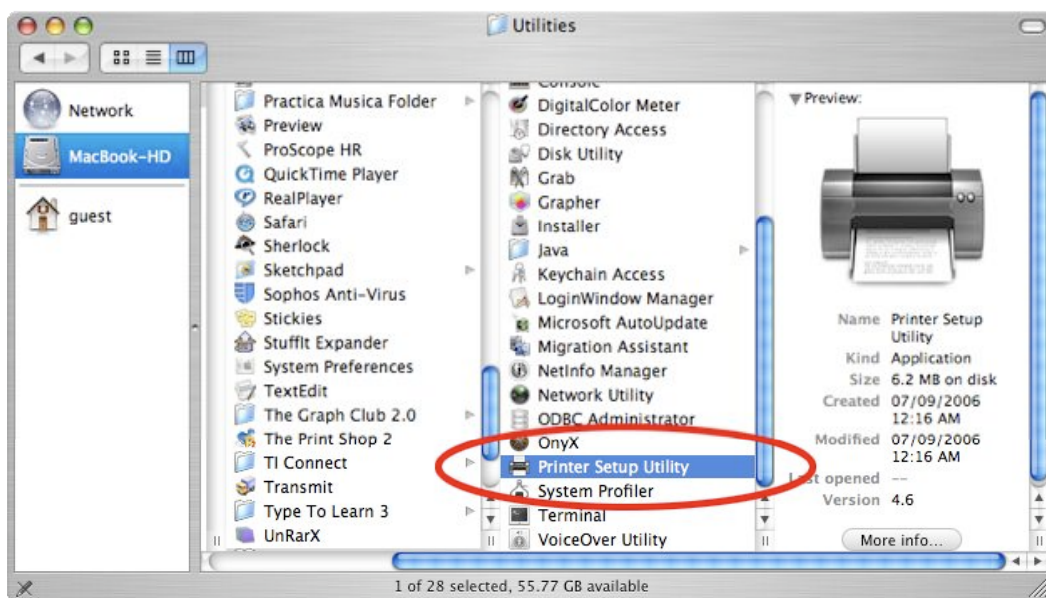 Utilities
Network
MacBook-HD
guest
Practica Musica Folder
Preview
ProScope HR
QuickTime Player
RealPlayer
Safari
Sherlock
Sketchpad
Sophos Anti-Virus
Stickies
StuffIt Expander
System Preferences
TextEdit
The Graph Club 2.0
The Print Shop 2
TI Connect
Transmit
Type To Learn 3
UnRarX
Console
DigitalColor Meter
Directory Access
Disk Utility
Grab
Grapher
Installer
Java
Keychain Access
LoginWindow Manager
Microsoft AutoUpdate
Migration Assistant
NetInfo Manager
Network Utility
ODBC Administrator
OnyX
Printer Setup Utility
System Profiler
Terminal
VoiceOver Utility
Preview:
Name Printer Setup
Utility
Kind Application
Size 6.2 MB on disk
Created 07/09/2006
12:16 AM
Modified 07/09/2006
12:16 AM
Last opened --
Version 4.6
More info...
1 of 28 selected, 55.77 GB available